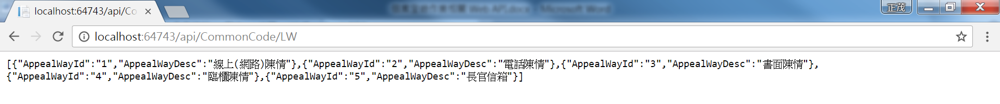 localhost:64743/api/Co
正茂
localhost:64743/api/CommonCode/LW
[{"AppealWayId":"1","AppealWayDesc":"線上(網路)陳情"},{"AppealWayId":"2","AppealWayDesc":"電話陳情"},{"AppealWayId":"3","AppealWayDesc":"書面陳情"},
{"AppealWayId":"4","AppealWayDesc":"臨櫃陳情"},{"AppealWayId":"5","AppealWayDesc":"長官信箱"}]